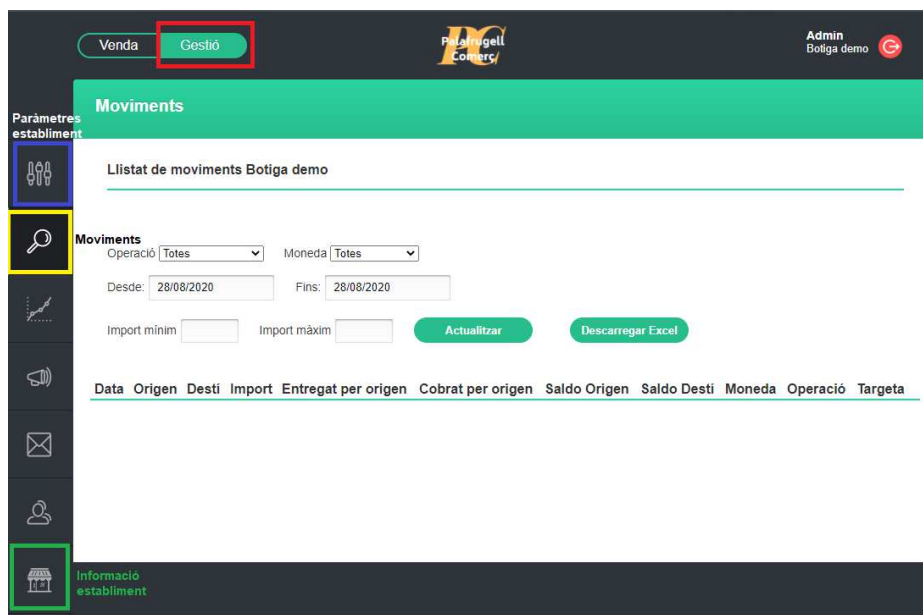 Venda Gestió
Palafrugell
Comerç
Admin
Botiga demo
Moviments
Paràmetres
establiment
Llistat de moviments Botiga demo
Moviments
Operació Totes Moneda Totes
Desde: 28/08/2020 Fins: 28/08/2020
Import mínim Import màxim Actualitzar Descarregar Excel
Data Origen Destí Import Entregat per origen Cobrat per origen Saldo Origen Saldo Destí Moneda Operació Targeta
Informació
establiment